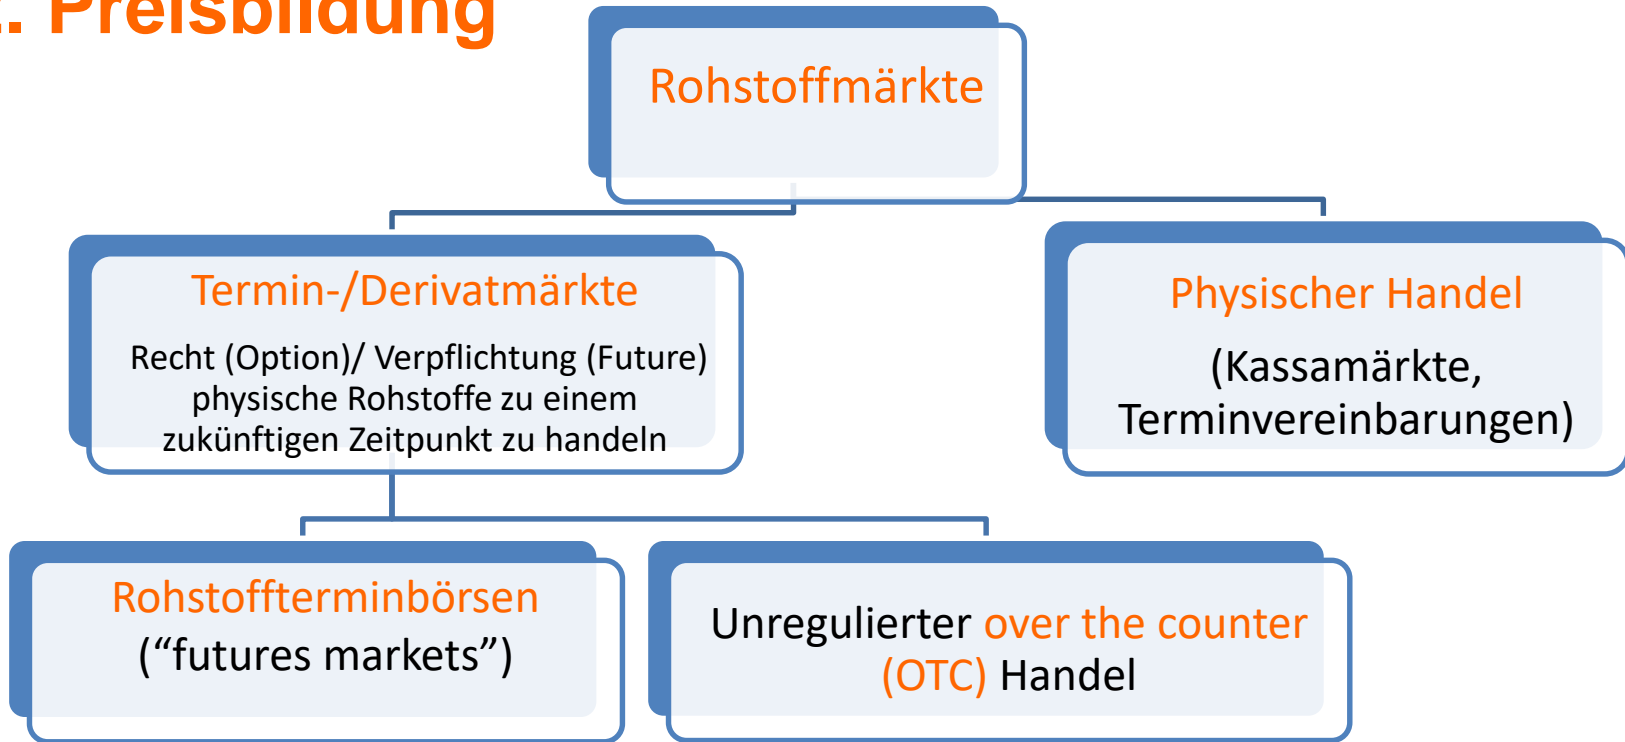 . Preisbildung
Rohstoffmärkte
Termin-/Derivatmärkte
Recht (Option)/ Verpflichtung (Future)
physische Rohstoffe zu einem
zukünftigen Zeitpunkt zu handeln
Physischer Handel
(Kassamärkte,
Terminvereinbarungen)
Rohstoffterminbörsen
(“futures markets”)
Unregulierter over the counter
(OTC) Handel